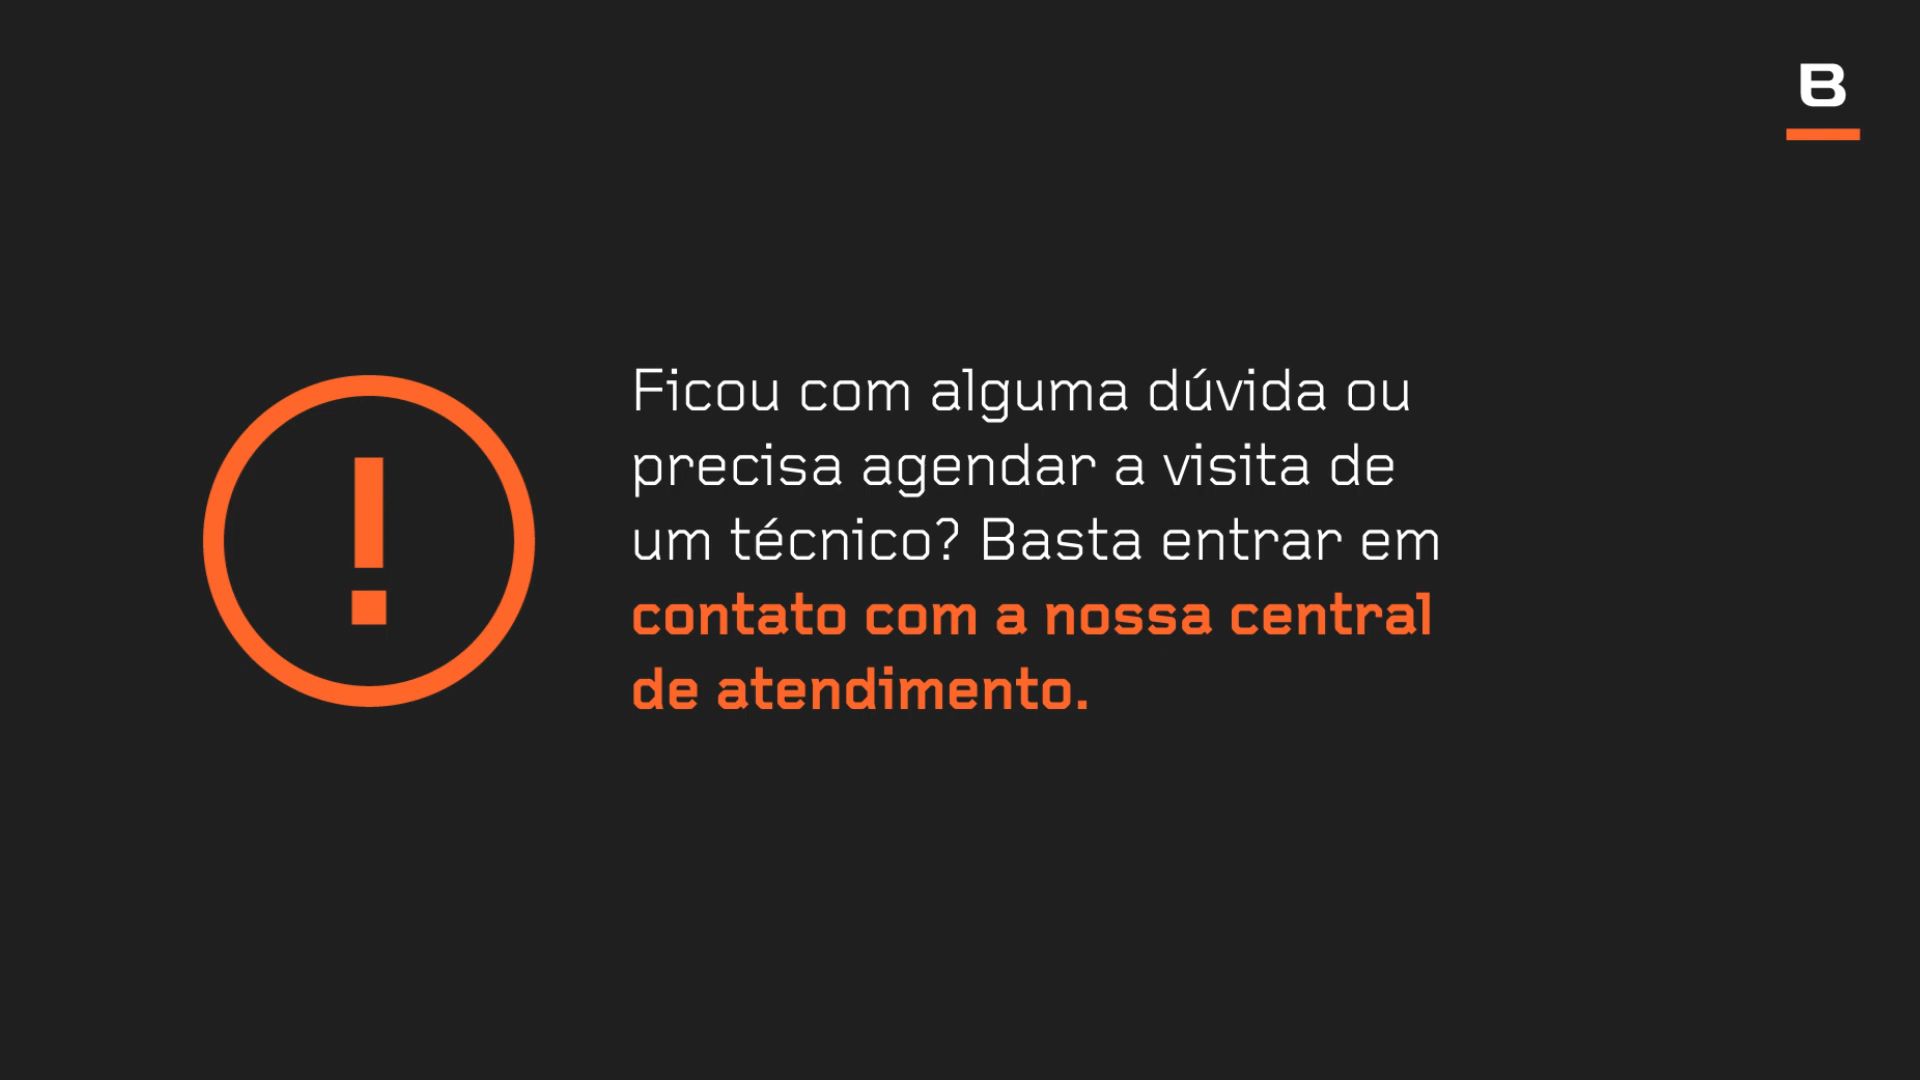 B
Ficou com alguma dúvida ou
precisa agendar a visita de
um técnico? Basta entrar em
contato com a nossa central
de atendimento.